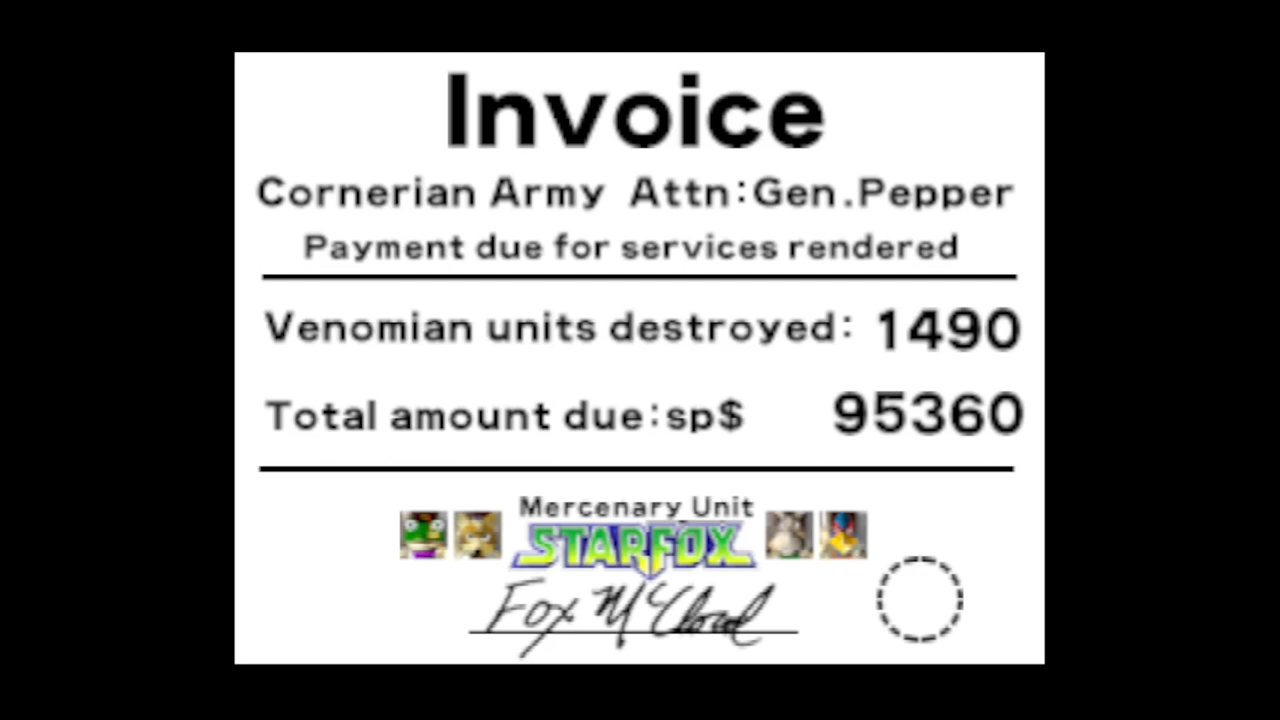 Invoice
Cornerian Army Attn:Gen.Pepper
Payment due for services rendered
Venomian units destroyed: 1490
Total amount due:sp$ 95360
Mercenary Unit
STARFOX
Fox McCloud